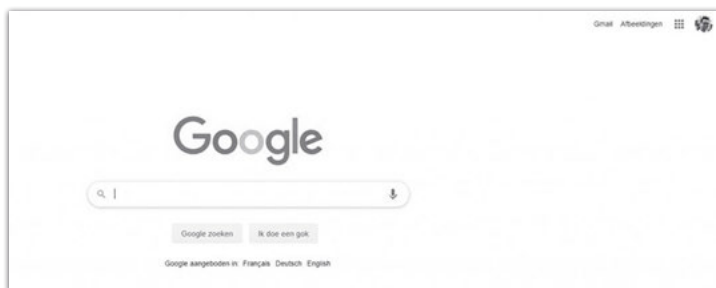 Gmail Afbeeldingen
Google
Google zoeken Ik doe een gok
Google aangeboden in: Français Deutsch English